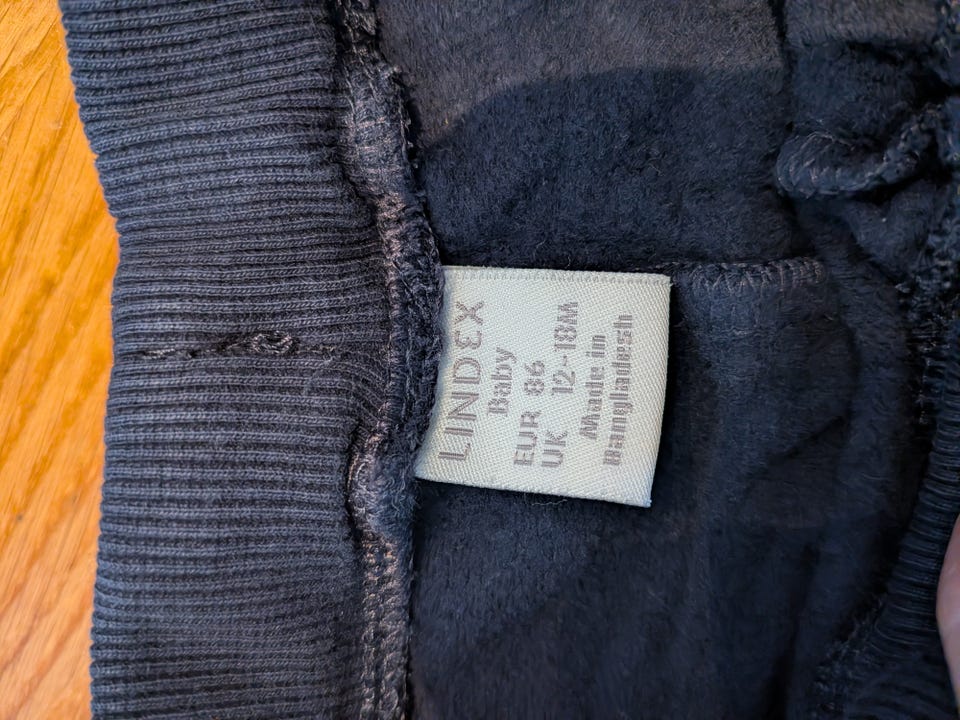 LINDEX
Baby
EUR 86
UK 12-18M
Made in
Bangladesh